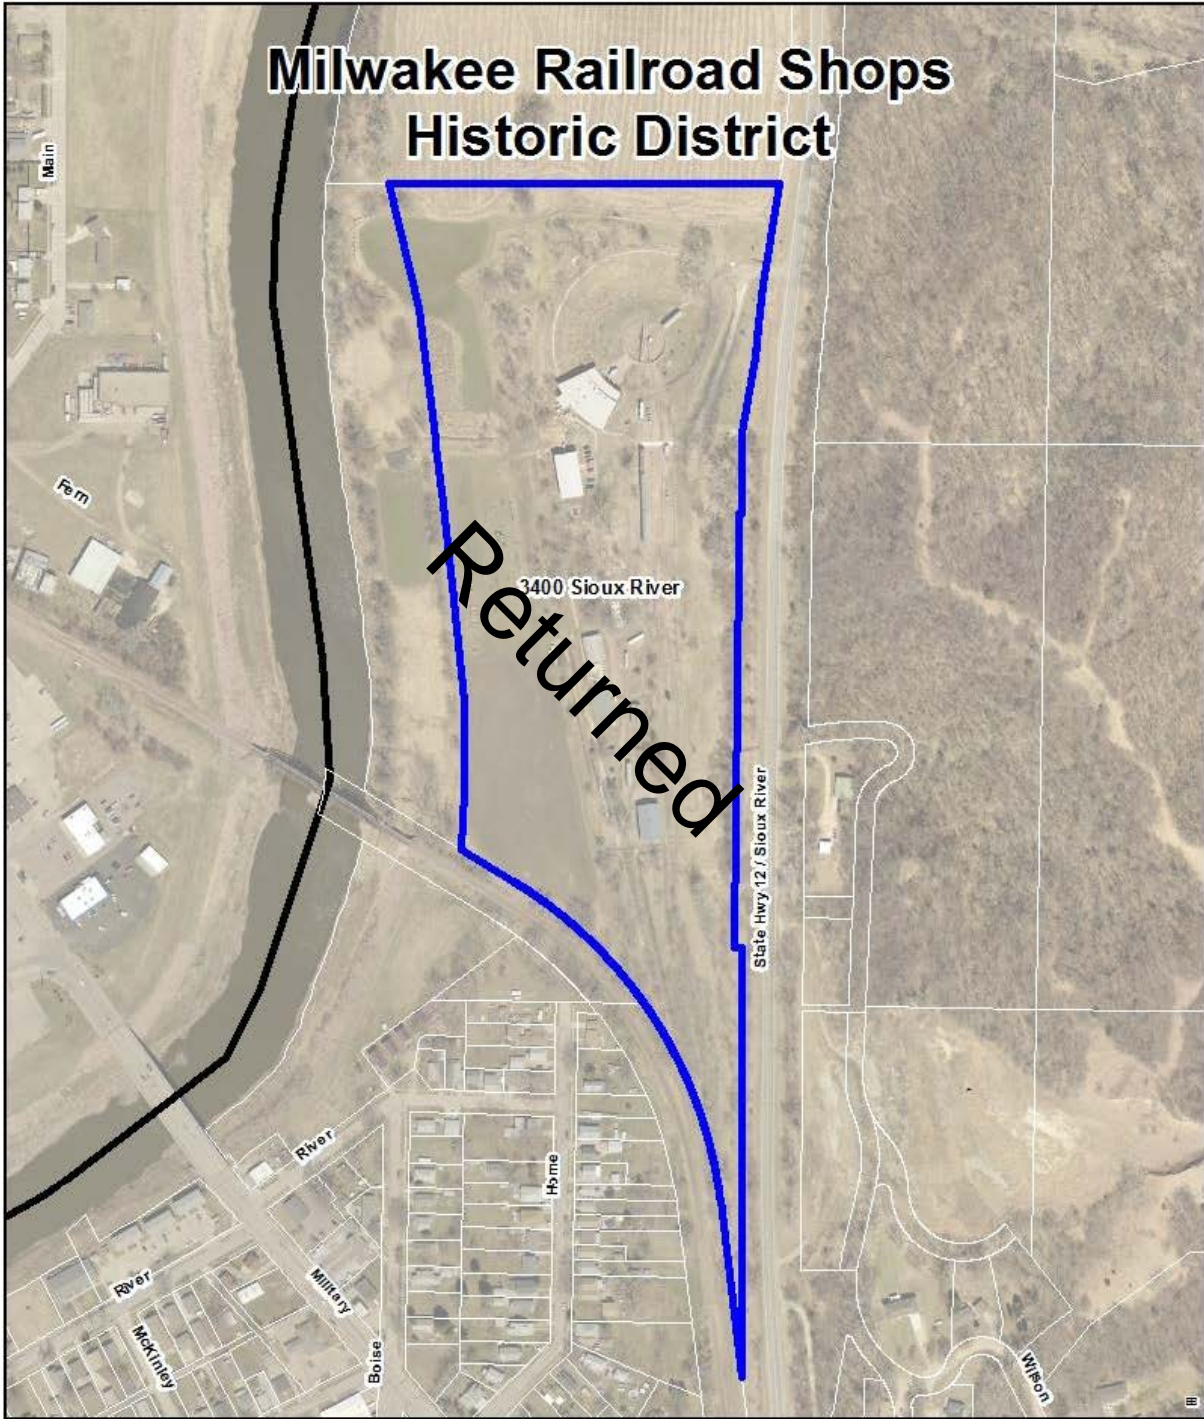 Milwakee Railroad Shops
Historic District
Main
Fern
3400 Sioux River
Returned
State Hwy 12 / Sioux River
River
Home
River
Military
McKinley
Boise
Wilson